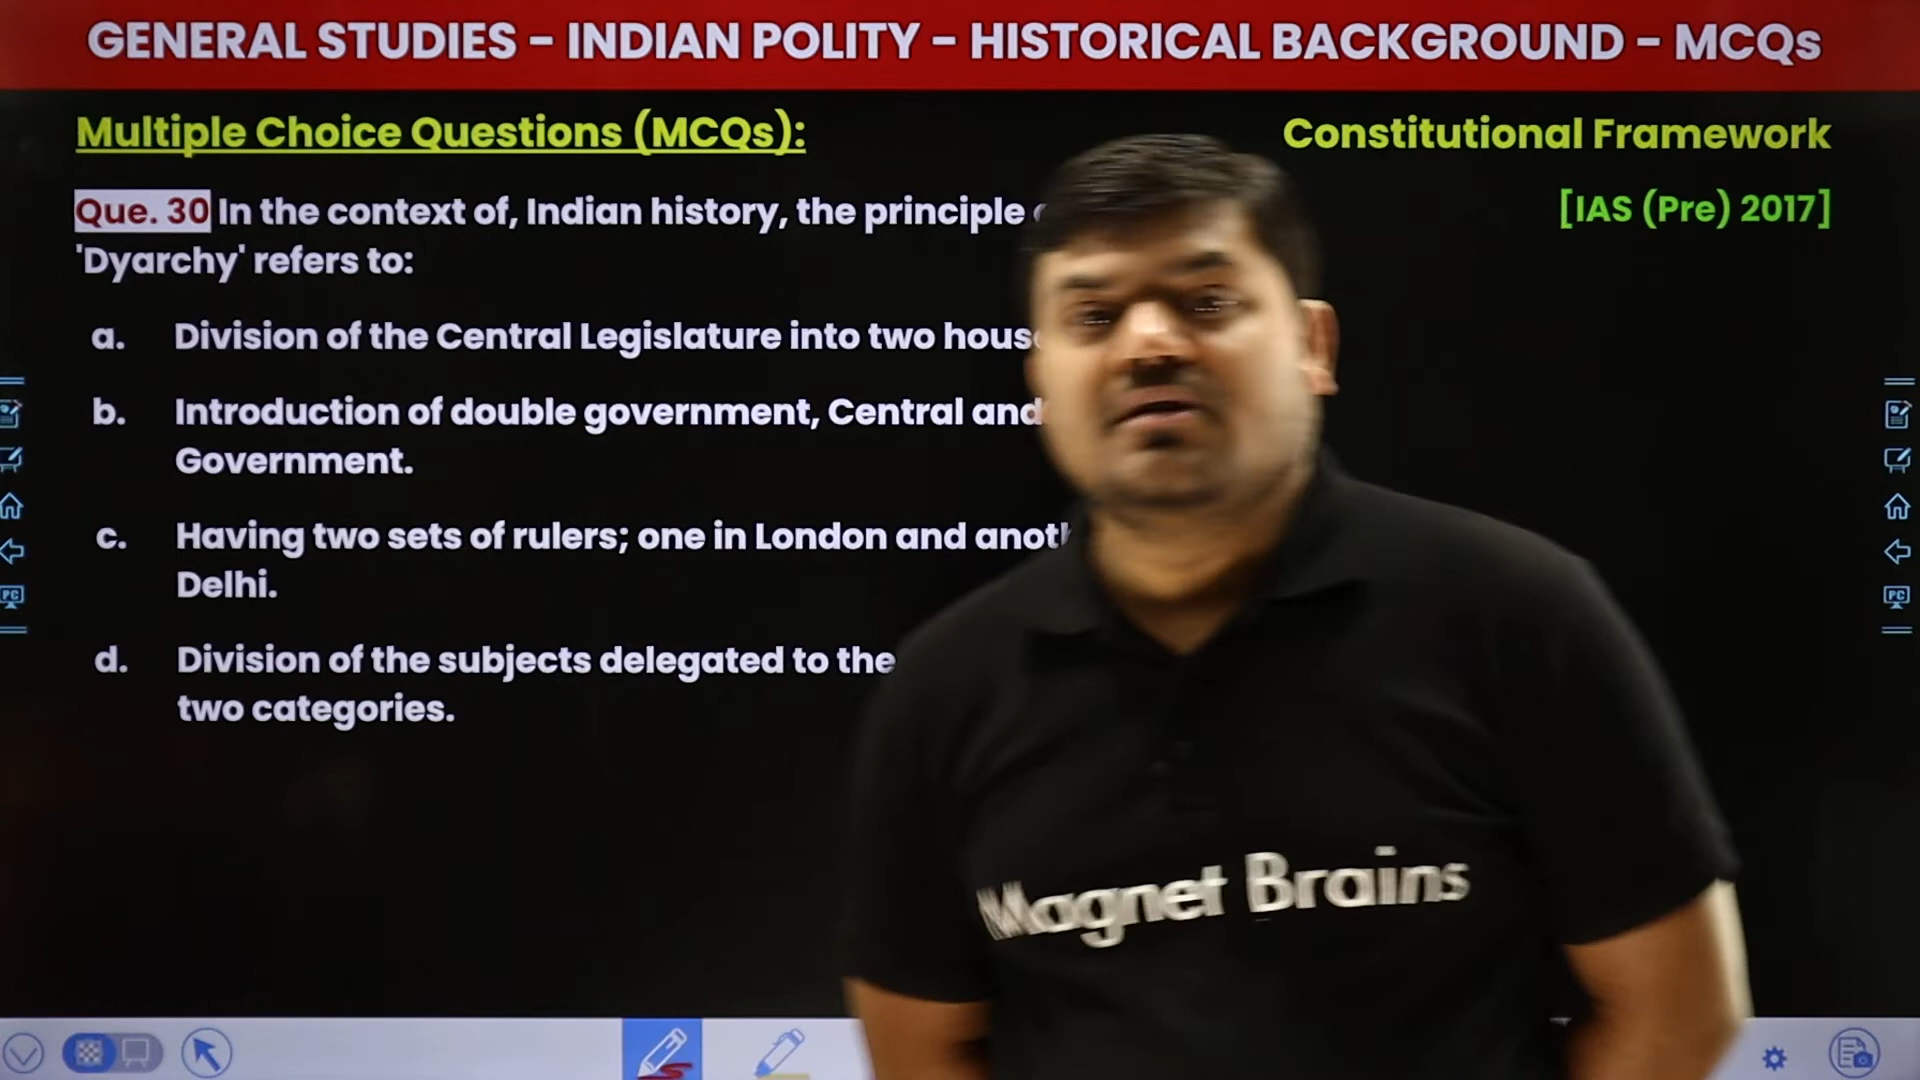 GENERAL STUDIES - INDIAN POLITY - HISTORICAL BACKGROUND - MCQs
Multiple Choice Questions (MCQs):
Constitutional Framework
Que. 30 In the context of, Indian history, the principle
[IAS (Pre) 2017]
'Dyarchy' refers to:
a. Division of the Central Legislature into two
b. Introduction of double government, Central and
Government.
c. Having two sets of rulers; one in London and
Delhi.
d. Division of the subjects delegated to the
two categories.
Magnet Brains
PC
PC